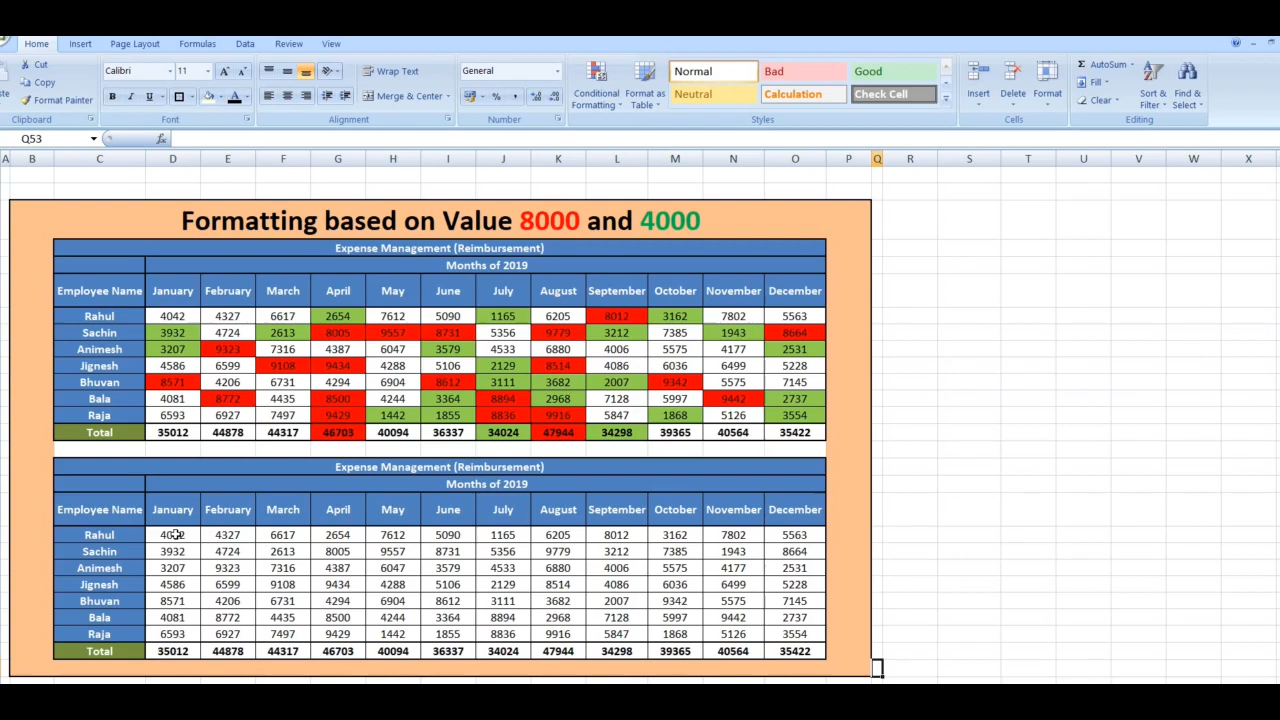 Home Insert Page Layout Formulas Data Review View
Cut Calibri 11 Wrap Text General Normal Bad Good AutoSum
Copy Conditional Format as Insert Delete Format Fill Sort & Find &
Format Painter Merge & Center Formatting Table Neutral Calculation Check Cell Clear Filter Select
Clipboard Font Alignment Number Styles Cells Editing
Q53 fx
A B C D E F G H I J K L M N O P Q R S T U V W X
Formatting based on Value 8000 and 4000
Expense Management (Reimbursement)
Months of 2019
Employee Name January February March April May June July August September October November December
Rahul 4042 4327 6617 2654 7612 5090 1165 6205 8012 3162 7802 5563
Sachin 3932 4724 2613 8005 9557 8731 5356 9779 3212 7385 1943 8664
Animesh 3207 9323 7316 4387 6047 3579 4533 6880 4006 5575 4177 2531
Jignesh 4586 6599 9108 9434 4288 5106 2129 8514 4086 6036 6499 5228
Bhuvan 8571 4206 6731 4294 6904 8612 3111 3682 2007 9342 5575 7145
Bala 4081 8772 4435 8500 4244 3364 8894 2968 7128 5997 9442 2737
Raja 6593 6927 7497 9429 1442 1855 8836 9916 5847 1868 5126 3554
Total 35012 44878 44317 46703 40094 36337 34024 47944 34298 39365 40564 35422
Expense Management (Reimbursement)
Months of 2019
Employee Name January February March April May June July August September October November December
Rahul 4327 6617 2654 7612 5090 1165 6205 8012 3162 7802 5563
Sachin 3932 4724 2613 8005 9557 8731 5356 9779 3212 7385 1943 8664
Animesh 3207 9323 7316 4387 6047 3579 4533 6880 4006 5575 4177 2531
Jignesh 4586 6599 9108 9434 4288 5106 2129 8514 4086 6036 6499 5228
Bhuvan 8571 4206 6731 4294 6904 8612 3111 3682 2007 9342 5575 7145
Bala 4081 8772 4435 8500 4244 3364 8894 2968 7128 5997 9442 2737
Raja 6593 6927 7497 9429 1442 1855 8836 9916 5847 1868 5126 3554
Total 35012 44878 44317 46703 40094 36337 34024 47944 34298 39365 40564 35422